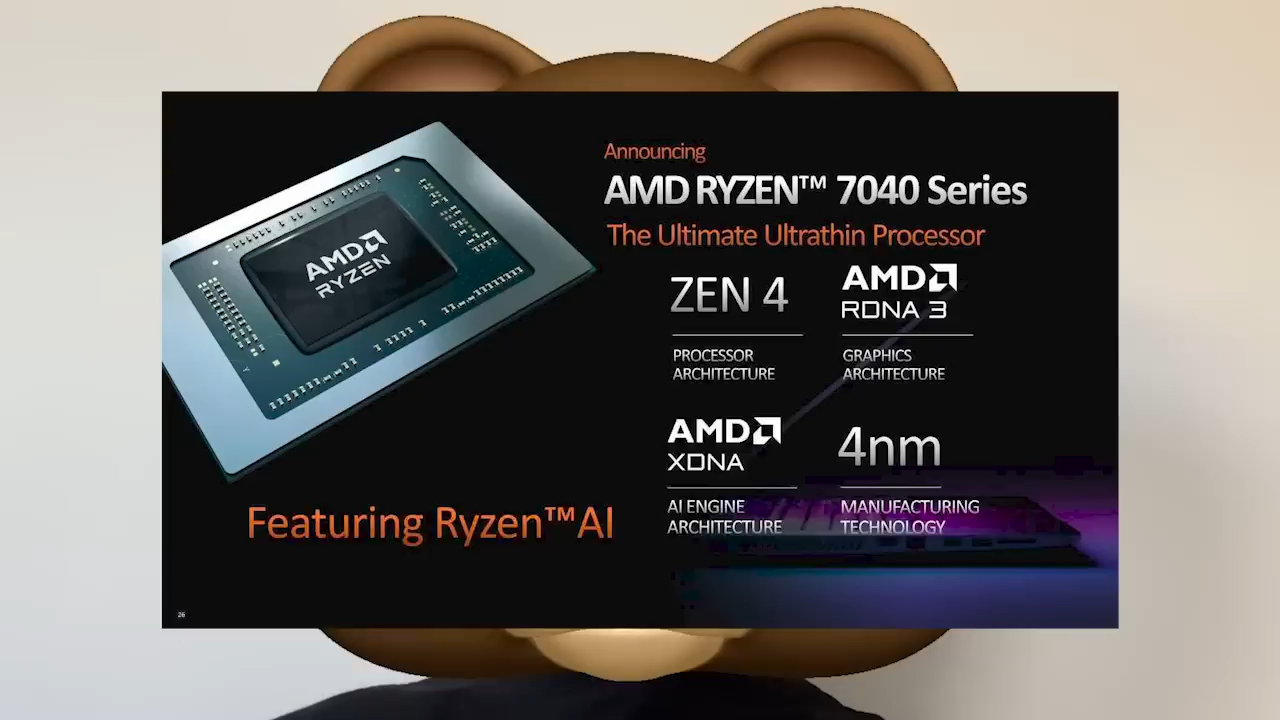 Announcing
AMD RYZEN™ 7040 Series
The Ultimate Ultrathin Processor
AMD
RYZEN
ZEN 4
PROCESSOR
ARCHITECTURE
AMD
RDNA 3
GRAPHICS
ARCHITECTURE
AMD
XDNA
AI ENGINE
ARCHITECTURE
4nm
MANUFACTURING
TECHNOLOGY
Featuring Ryzen™AI
26